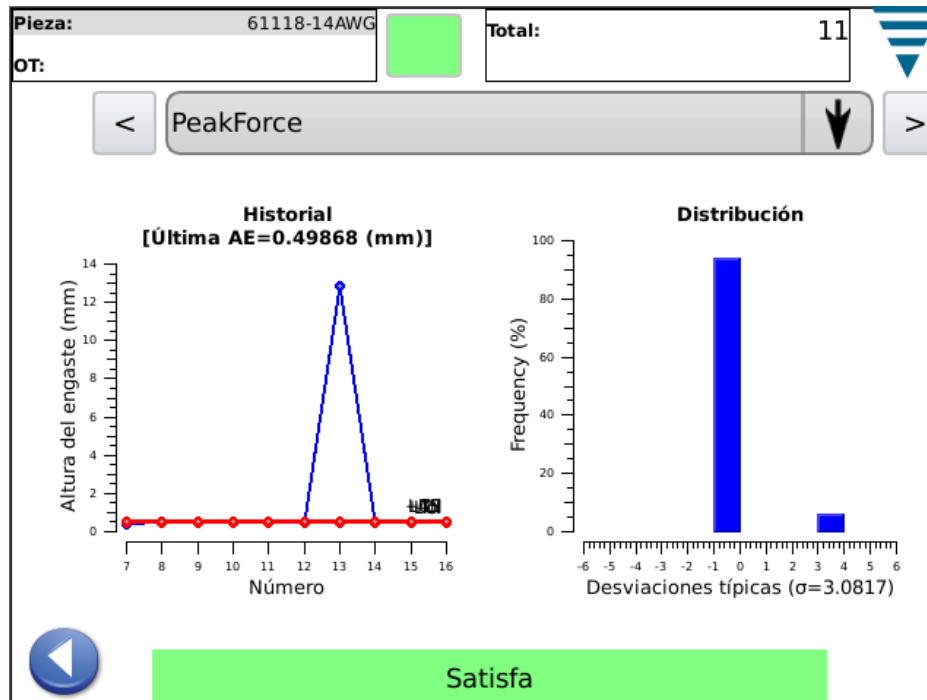 Pieza: 61118-14AWG
Total: 11
OT:
< PeakForce >
Historial
[Última AE=0.49868 (mm)]
Distribución
Altura del engaste (mm)
14
12
10
8
6
4
2
0
7 8 9 10 11 12 13 14 15 16
Número
Frequency (%)
100
80
60
40
20
0
-6 -5 -4 -3 -2 -1 0 1 2 3 4 5 6
Desviaciones típicas (σ=3.0817)
Satisfa